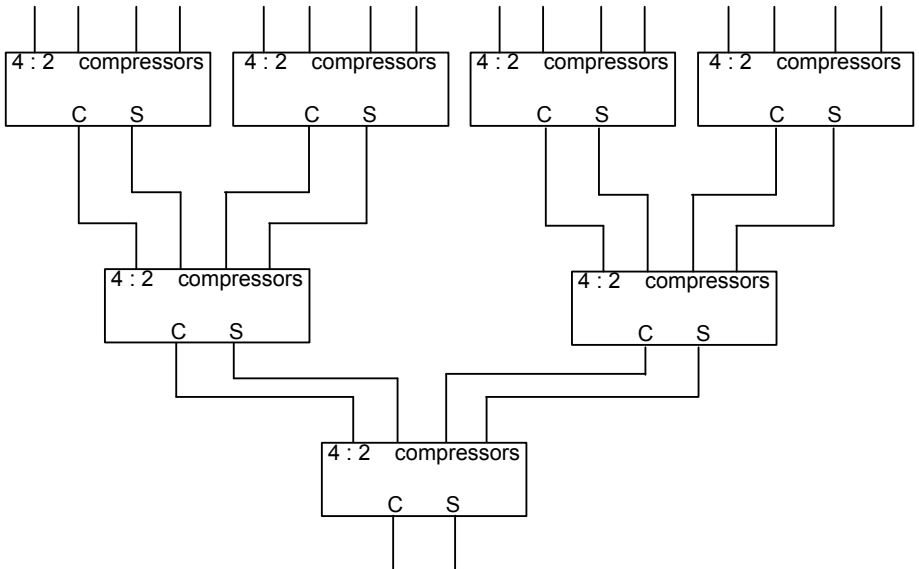 4 : 2 compressors 4 : 2 compressors 4 : 2 compressors 4 : 2 compressors
C S C S C S C S
4 : 2 compressors 4 : 2 compressors
C S C S
4 : 2 compressors
C S